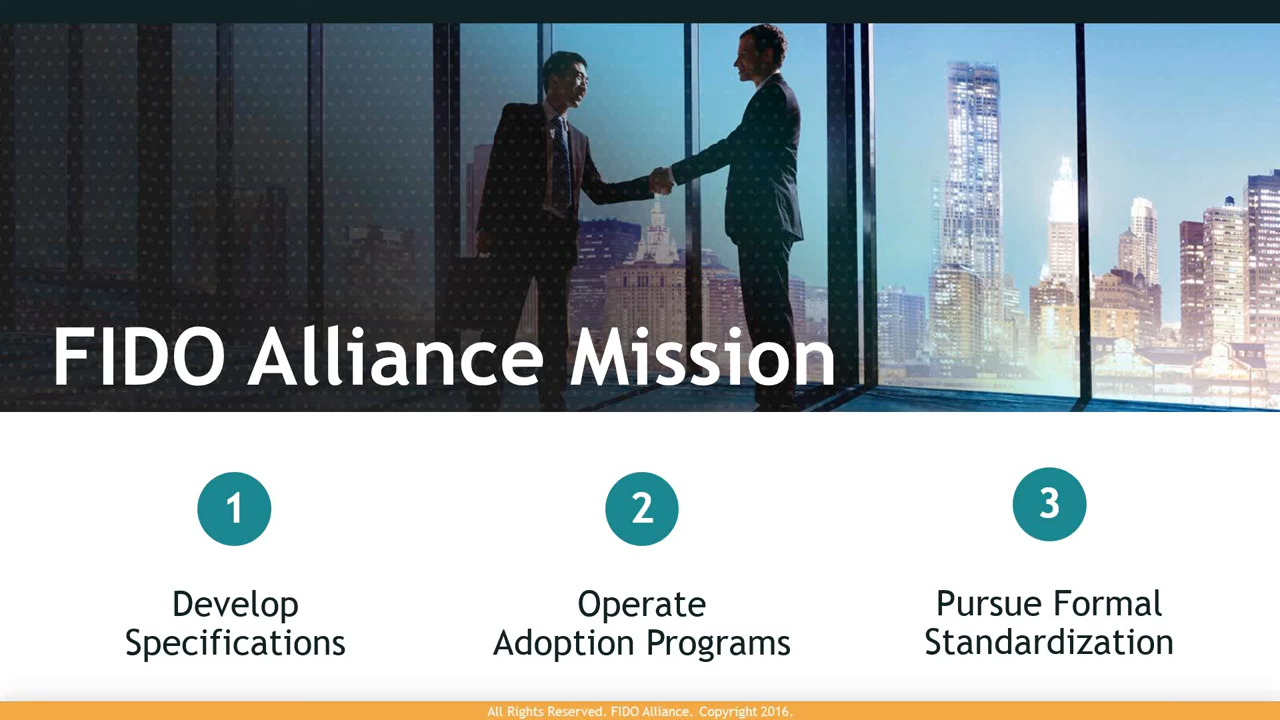 FIDO Alliance Mission
1
Develop
Specifications
2
Operate
Adoption Programs
3
Pursue Formal
Standardization
All Rights Reserved. FIDO Alliance. Copyright 2016.